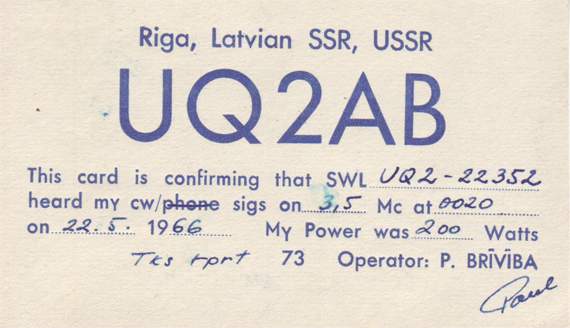 Riga, Latvian SSR, USSR
UQ2AB
This card is confirming that SWL UQ2-22352
heard my cw/phone sigs on 3,5 Mc at 0020
on 22.5. 1966 My Power was 200 Watts
Tks rprt 73 Operator: P. BRĪVĪBA
Paul